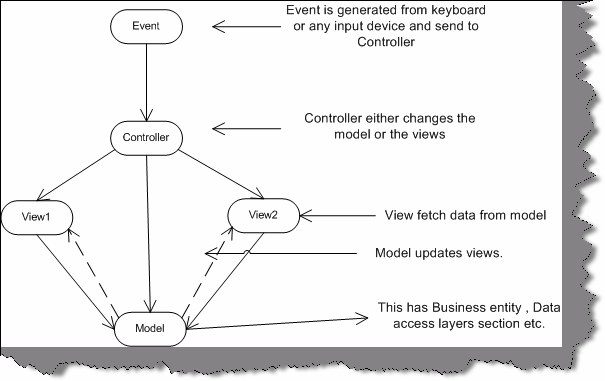 Event
Event is generated from keyboard
or any input device and send to
Controller
Controller
Controller either changes the
model or the views
View1
View2
View fetch data from model
Model updates views.
Model
This has Business entity , Data
access layers section etc.